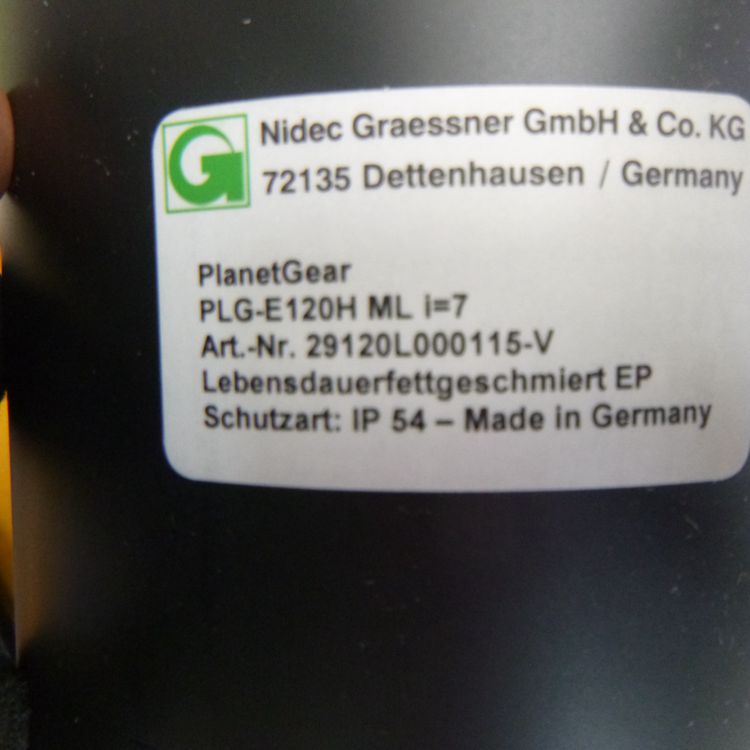 G
Nidec Graessner GmbH & Co. KG
72135 Dettenhausen / Germany
PlanetGear
PLG-E120H ML i=7
Art.-Nr. 29120L000115-V
Lebensdauerfettgeschmiert EP
Schutzart: IP 54 – Made in Germany